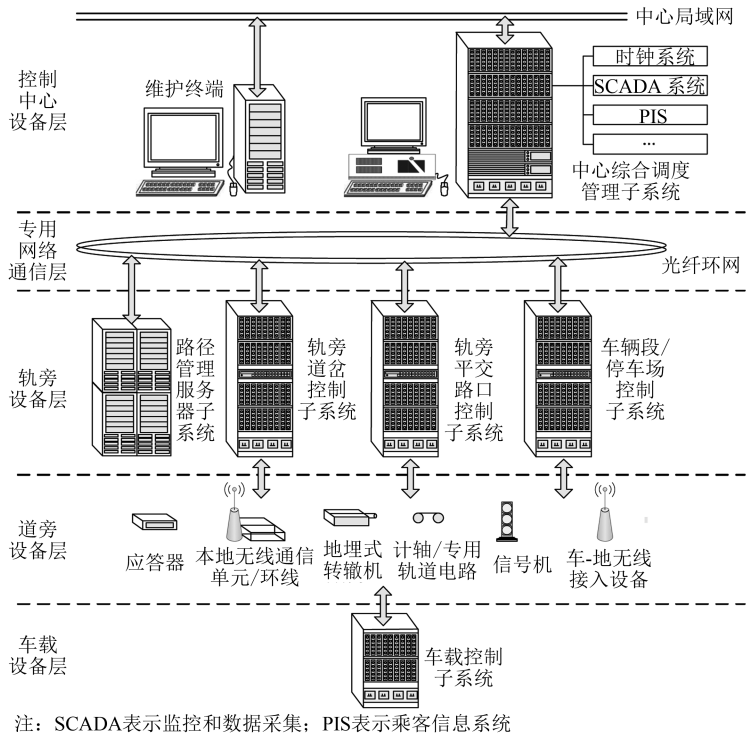 中心局域网
控制
中心
设备层
维护终端
时钟系统
SCADA 系统
PIS
...
中心综合调度
管理子系统
专用
网络
通信层
光纤环网
轨旁
设备层
路径
管理
服务
器子
系统
轨旁
道岔
控制
子系统
轨旁
平交
路口
控制
子系统
车辆段/
停车场
控制
子系统
道旁
设备层
应答器
本地无线通信
单元/环线
地埋式
转辙机
计轴/专用
轨道电路
信号机
车-地无线
接入设备
车载
设备层
车载控制
子系统
注：SCADA表示监控和数据采集；PIS表示乘客信息系统